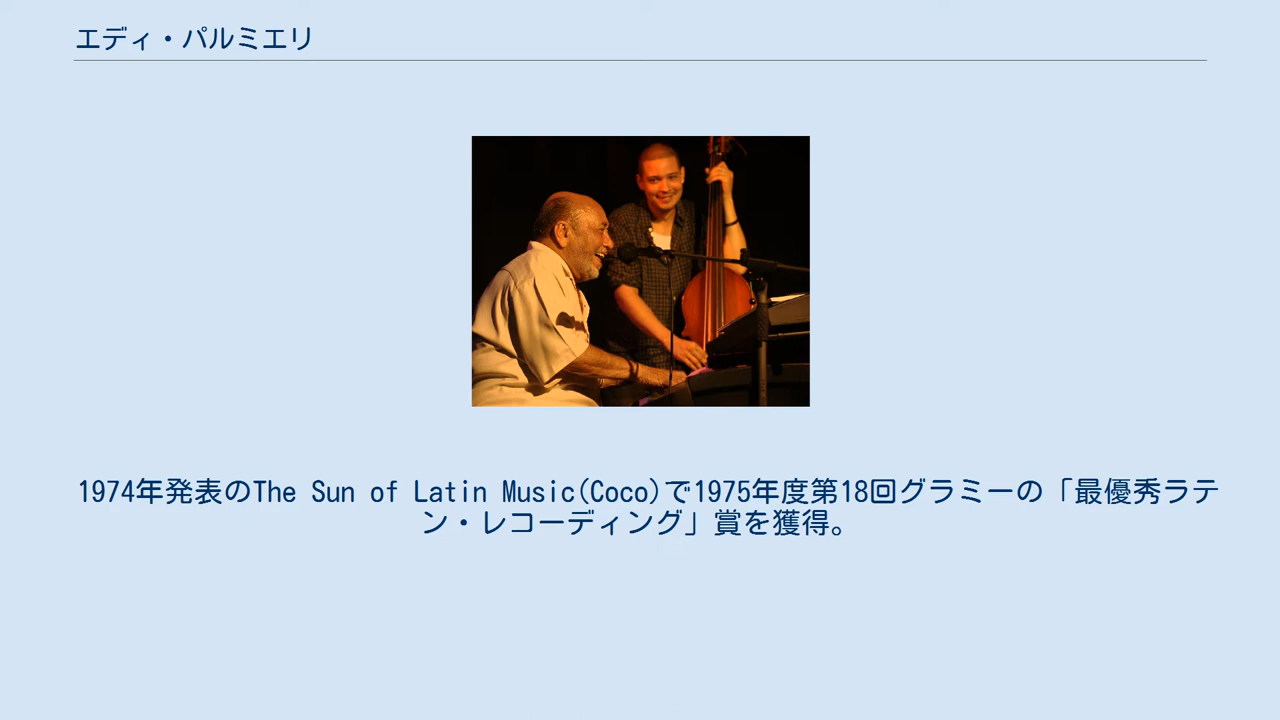 エディ・パルミエリ
1974年発表のThe Sun of Latin Music(Coco)で1975年度第18回グラミーの「最優秀ラテ
ン・レコーディング」賞を獲得。